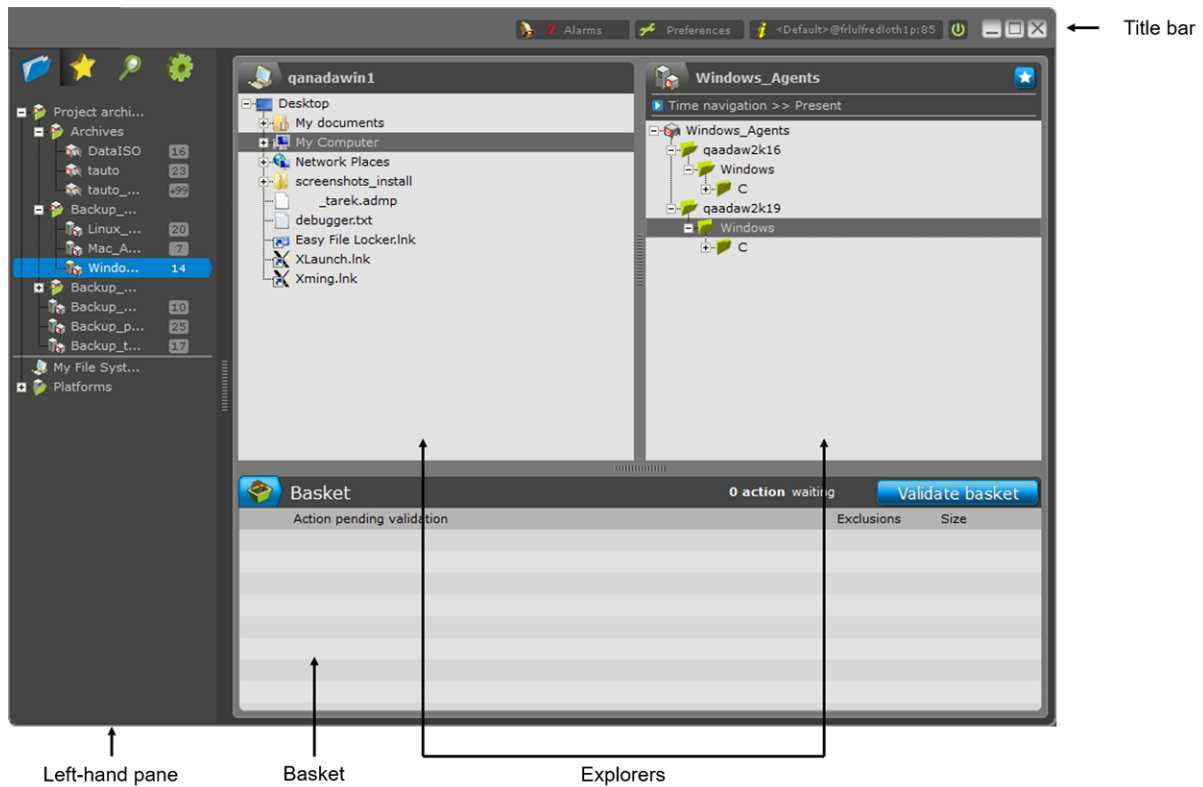 7 Alarms
Preferences
<Default>@frlulfredloth1p:85
Title bar
Project archi...
Archives
DataISO 16
tauto 23
tauto_... +99
Backup_...
Linux_... 20
Mac_A... 7
Windo... 14
Backup_...
Backup_... 10
Backup_p... 25
Backup_t... 17
My File Syst...
Platforms
qanadawin1
Desktop
My documents
My Computer
Network Places
screenshots_install
_tarek.admp
debugger.txt
Easy File Locker.lnk
XLaunch.lnk
Xming.lnk
Windows_Agents
Time navigation >> Present
Windows_Agents
qaadaw2k16
Windows
C
qaadaw2k19
Windows
C
Basket
0 action waiting
Validate basket
Action pending validation
Exclusions
Size
Left-hand pane
Basket
Explorers